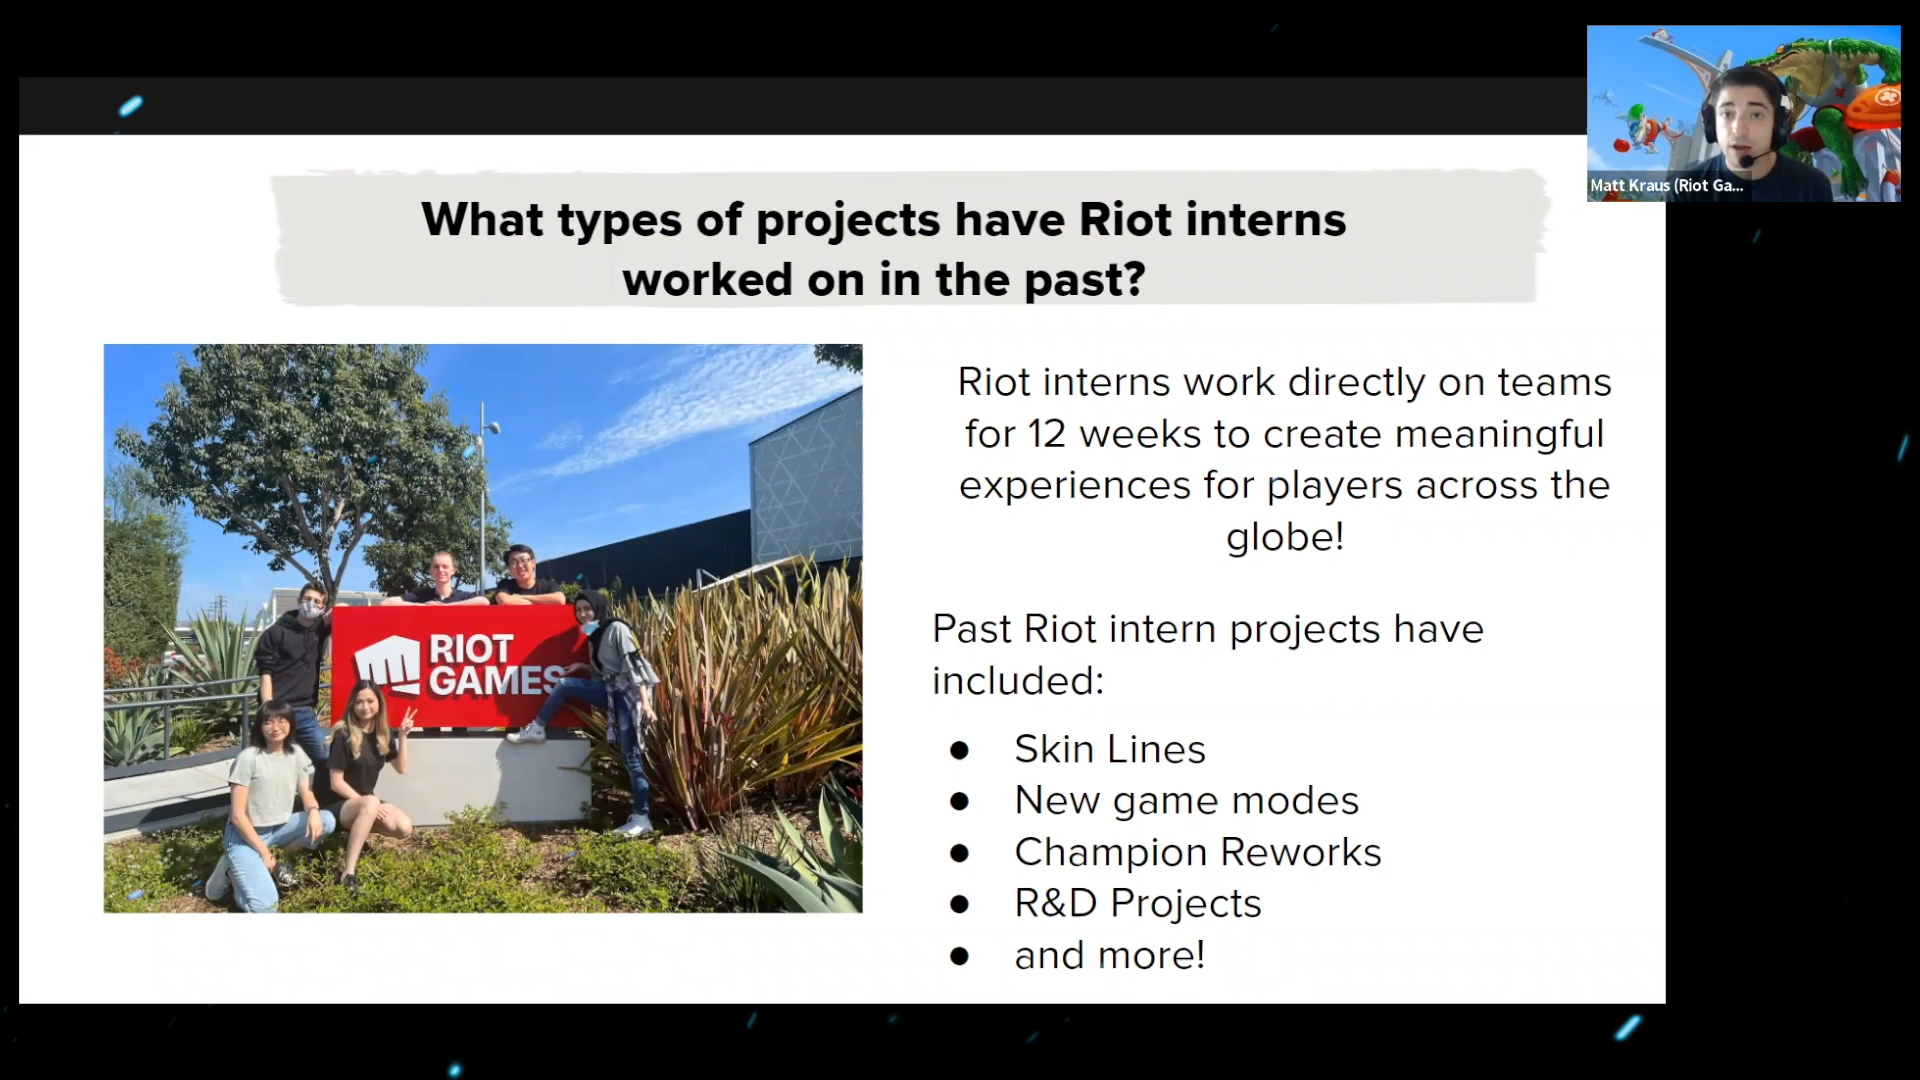 What types of projects have Riot interns
worked on in the past?
Matt Kraus (Riot Ga...
RIOT
GAMES
Riot interns work directly on teams
for 12 weeks to create meaningful
experiences for players across the
globe!
Past Riot intern projects have
included:
● Skin Lines
● New game modes
● Champion Reworks
● R&D Projects
● and more!